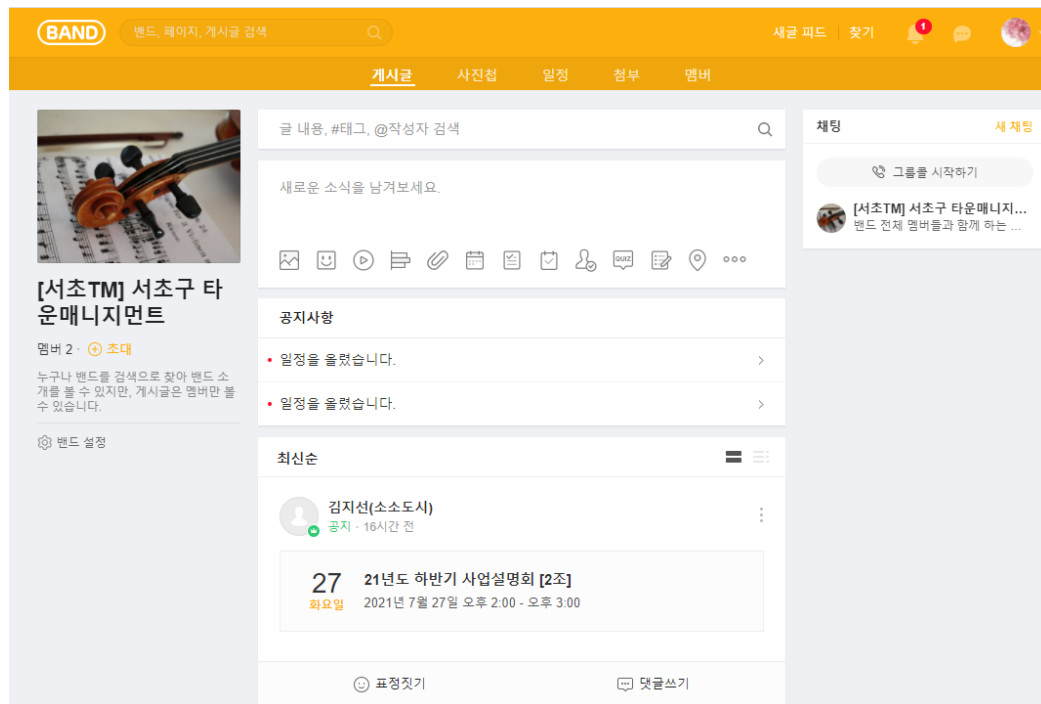 BAND
밴드, 페이지, 게시글 검색
새글 피드
찾기
1
게시글
사진첩
일정
첨부
멤버
[서초TM] 서초구 타
운매니지먼트
멤버 2 · 초대
누구나 밴드를 검색으로 찾아 밴드 소
개를 볼 수 있지만, 게시글은 멤버만 볼
수 있습니다.
밴드 설정
글 내용, #태그, @작성자 검색
새로운 소식을 남겨보세요.
QUIZ
공지사항
• 일정을 올렸습니다.
• 일정을 올렸습니다.
최신순
김지선(소소도시)
공지 · 16시간 전
27
화요일
21년도 하반기 사업설명회 [2조]
2021년 7월 27일 오후 2:00 - 오후 3:00
표정짓기
댓글쓰기
채팅
새 채팅
그룹콜 시작하기
[서초TM] 서초구 타운매니지...
밴드 전체 멤버들과 함께 하는 ...